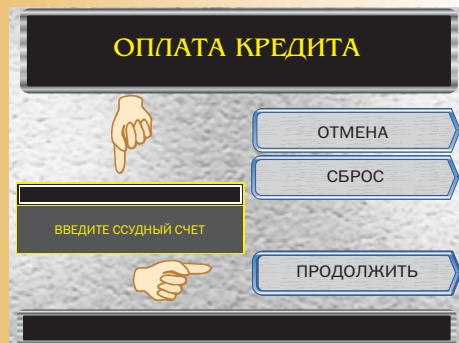 ОПЛАТА КРЕДИТА
ОТМЕНА
СБРОС
ВВЕДИТЕ ССУДНЫЙ СЧЕТ
ПРОДОЛЖИТЬ